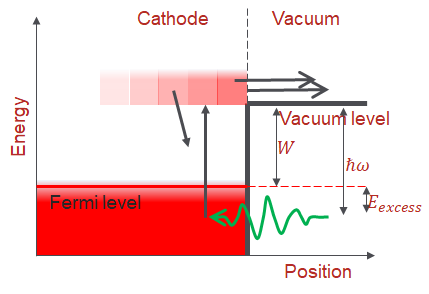 Cathode
Vacuum
Energy
Vacuum level
W
ħω
Fermi level
E_excess
Position